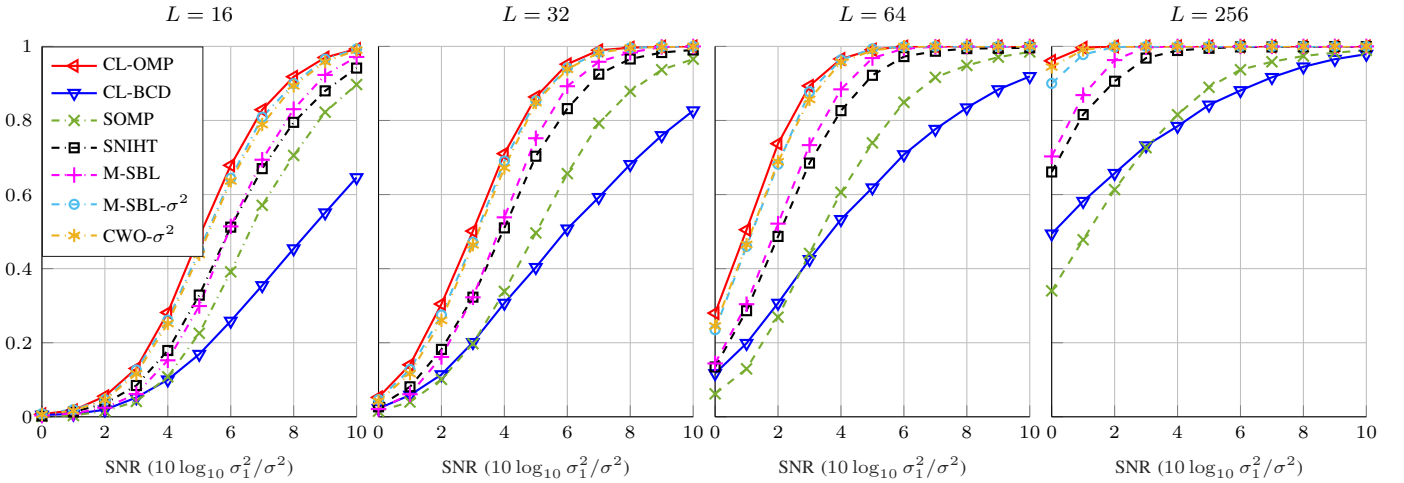 L = 16
L = 32
L = 64
L = 256
1
0.8
0.6
0.4
0.2
0
CL-OMP
CL-BCD
SOMP
SNIHT
M-SBL
M-SBL-σ²
CWO-σ²
0 2 4 6 8 10
0 2 4 6 8 10
0 2 4 6 8 10
0 2 4 6 8 10
SNR (10 log₁₀ σ₁²/σ²)
SNR (10 log₁₀ σ₁²/σ²)
SNR (10 log₁₀ σ₁²/σ²)
SNR (10 log₁₀ σ₁²/σ²)